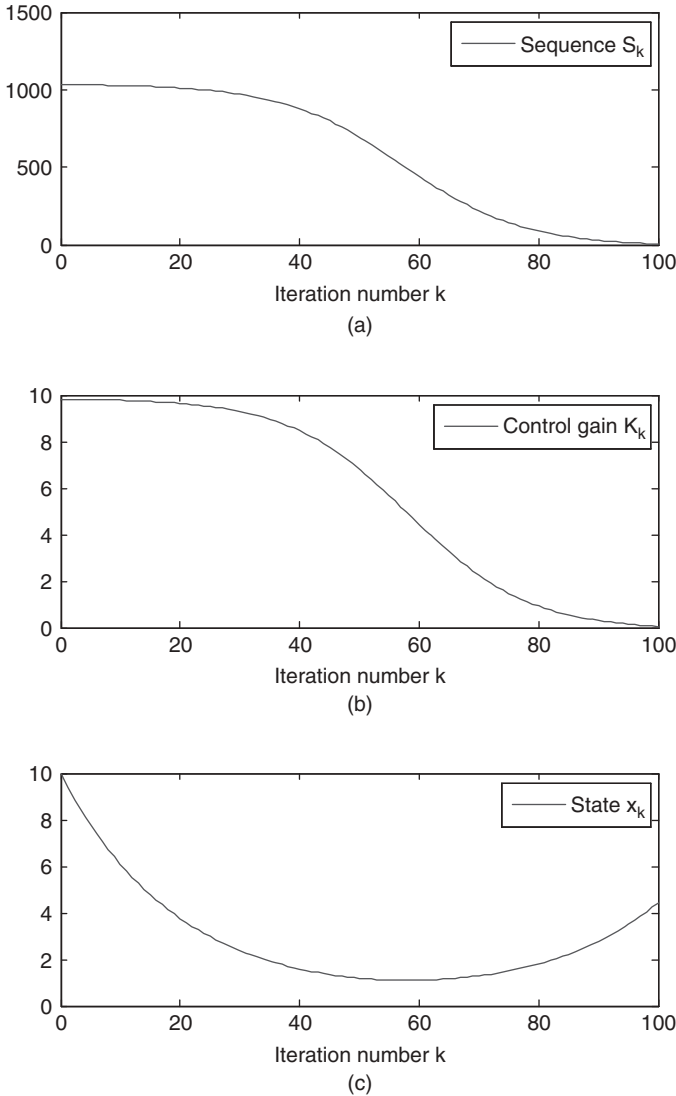 1500
Sequence S_k
1000
500
0
0 20 40 60 80 100
Iteration number k
(a)
10
Control gain K_k
8
6
4
2
0
0 20 40 60 80 100
Iteration number k
(b)
10
State x_k
8
6
4
2
0
0 20 40 60 80 100
Iteration number k
(c)